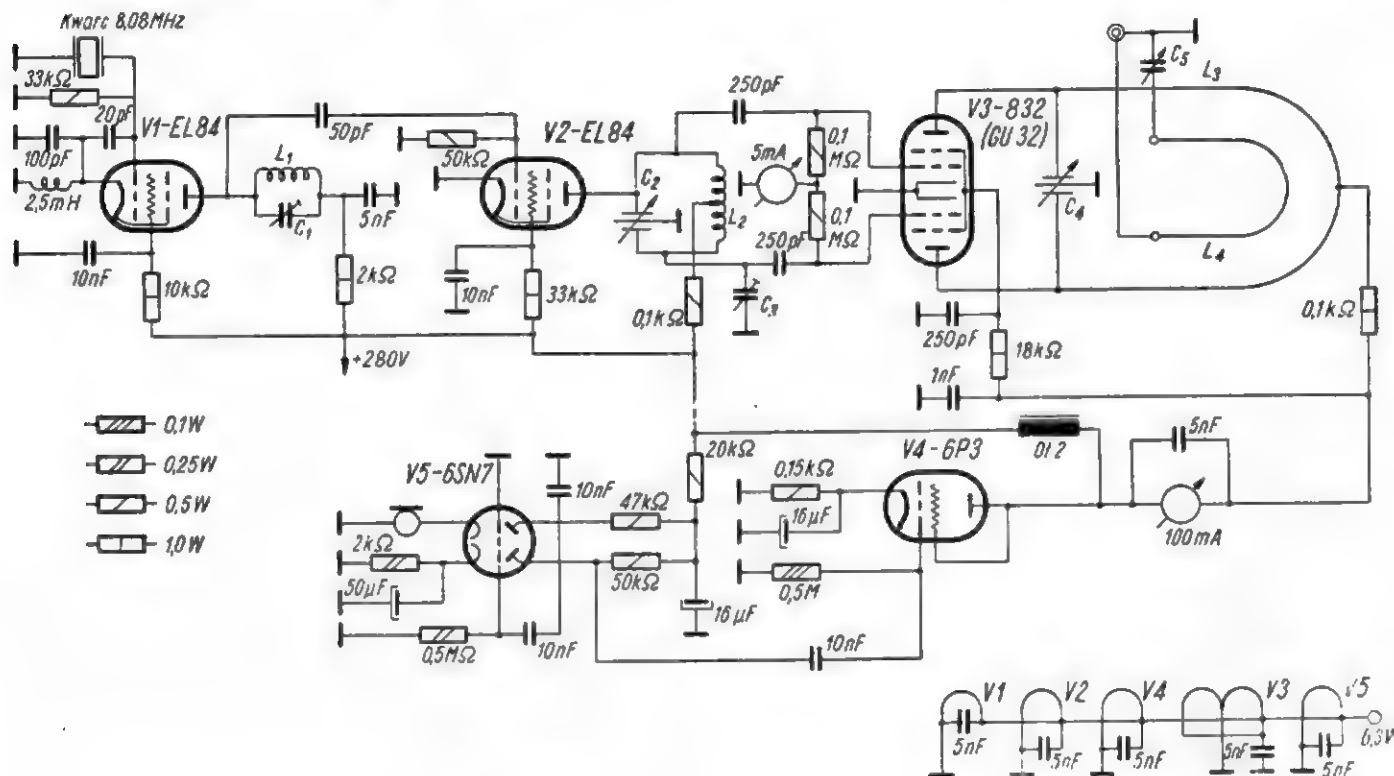 Kwarc 8,08MHz
33kΩ
20pF
V1-EL84
100pF
2,5mH
10nF
10kΩ
L1
C1
50pF
5nF
2kΩ
+280V
50kΩ
V2-EL84
10nF
33kΩ
C2
L2
250pF
5mA
0,1
MΩ
0,1
MΩ
250pF
C3
0,1kΩ
V3-832
(GU 32)
C4
C5
L3
L4
250pF
18kΩ
1nF
0,1kΩ
0,1W
0,25W
0,5W
1,0W
V5-6SN7
2kΩ
50µF
0,5MΩ
10nF
10nF
47kΩ
50kΩ
20kΩ
16µF
0,15kΩ
16µF
0,5M
10nF
V4-6P3
Dł 2
5nF
100mA
V1
V2
V4
V3
V5
5nF
5nF
5nF
5nF
5nF
6,3V